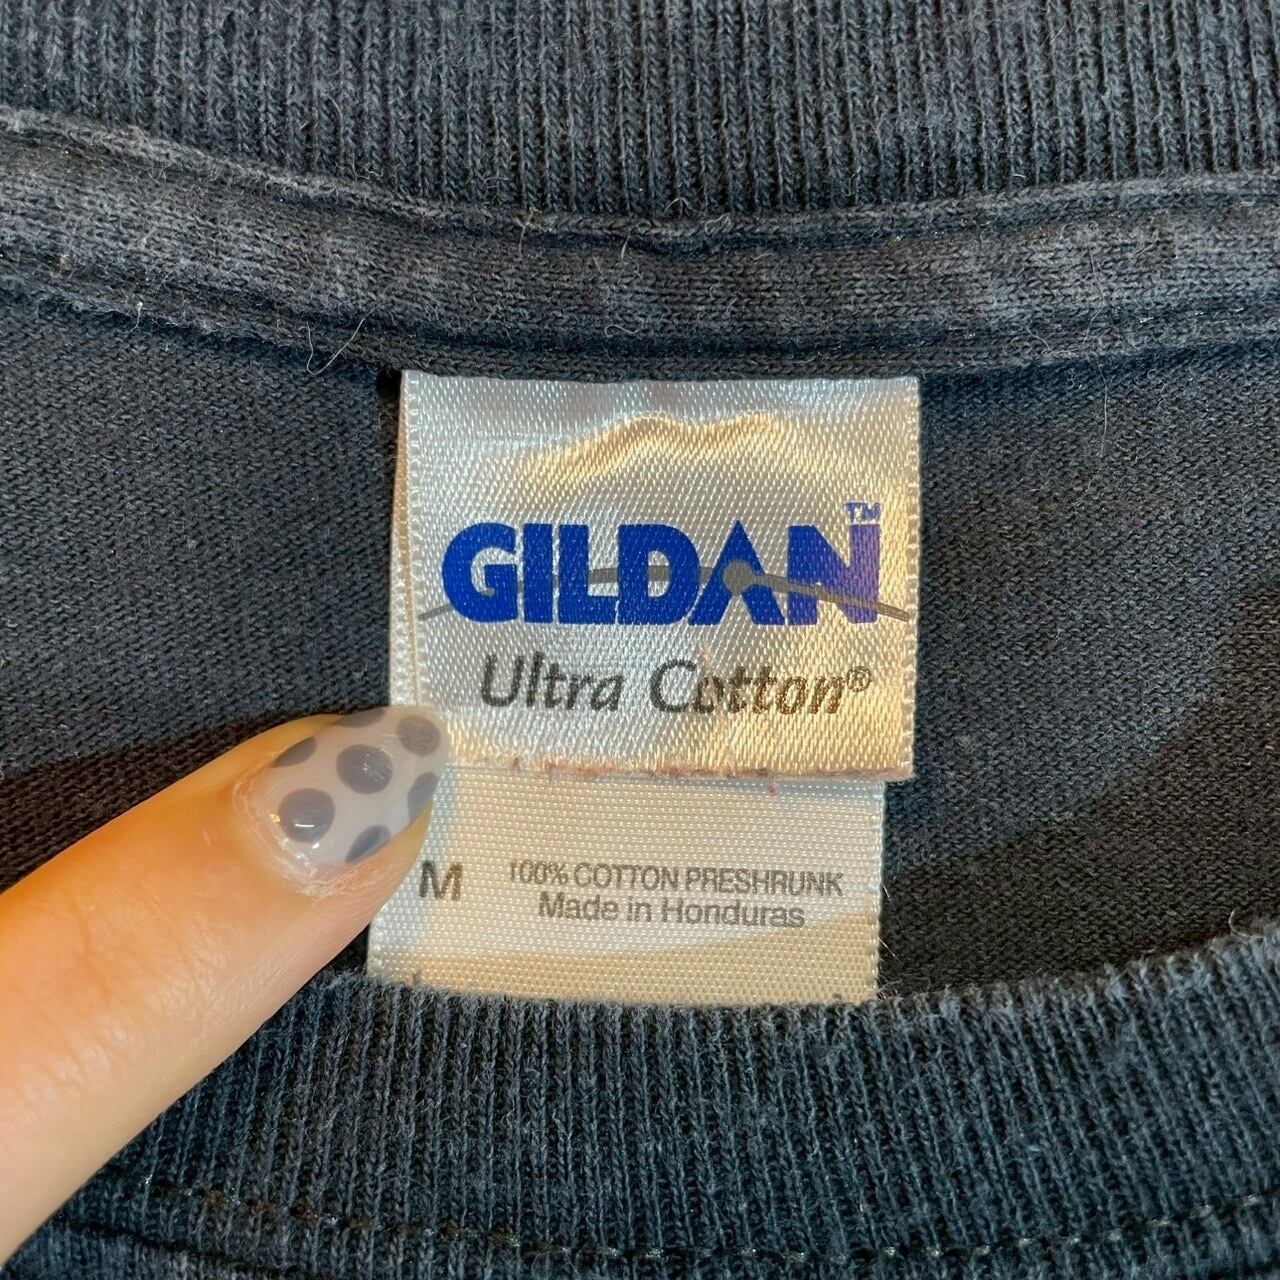 GILDAN™
Ultra Cotton®
M 100% COTTON PRESHRUNK
Made in Honduras